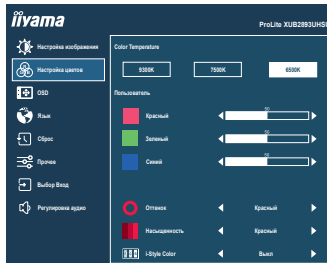 iiyama
ProLite XUB2893UHSU
Настройка изображения
Color Temperature
Настройка цветов
9300K
7500K
6500K
OSD
Пользователь
Язык
Красный
50
Сброс
Зеленый
50
Прочее
Синий
50
Выбор Вход
Регулировка аудио
Оттенок
Красный
Насыщенность
Красный
i-Style Color
Выкл